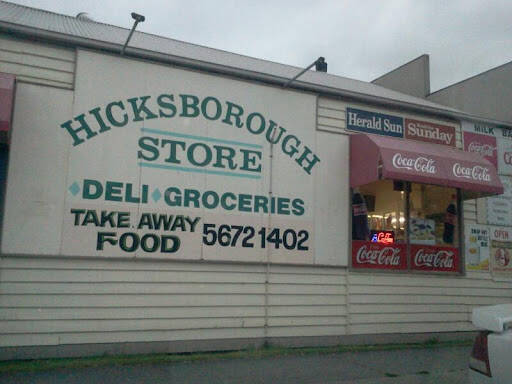 HICKSBOROUGH
STORE
DELI GROCERIES
TAKE AWAY
FOOD
56721402
Herald Sun
Sunday
Coca-Cola Coca-Cola
Coca-Cola Coca-Cola
MILK
OPEN